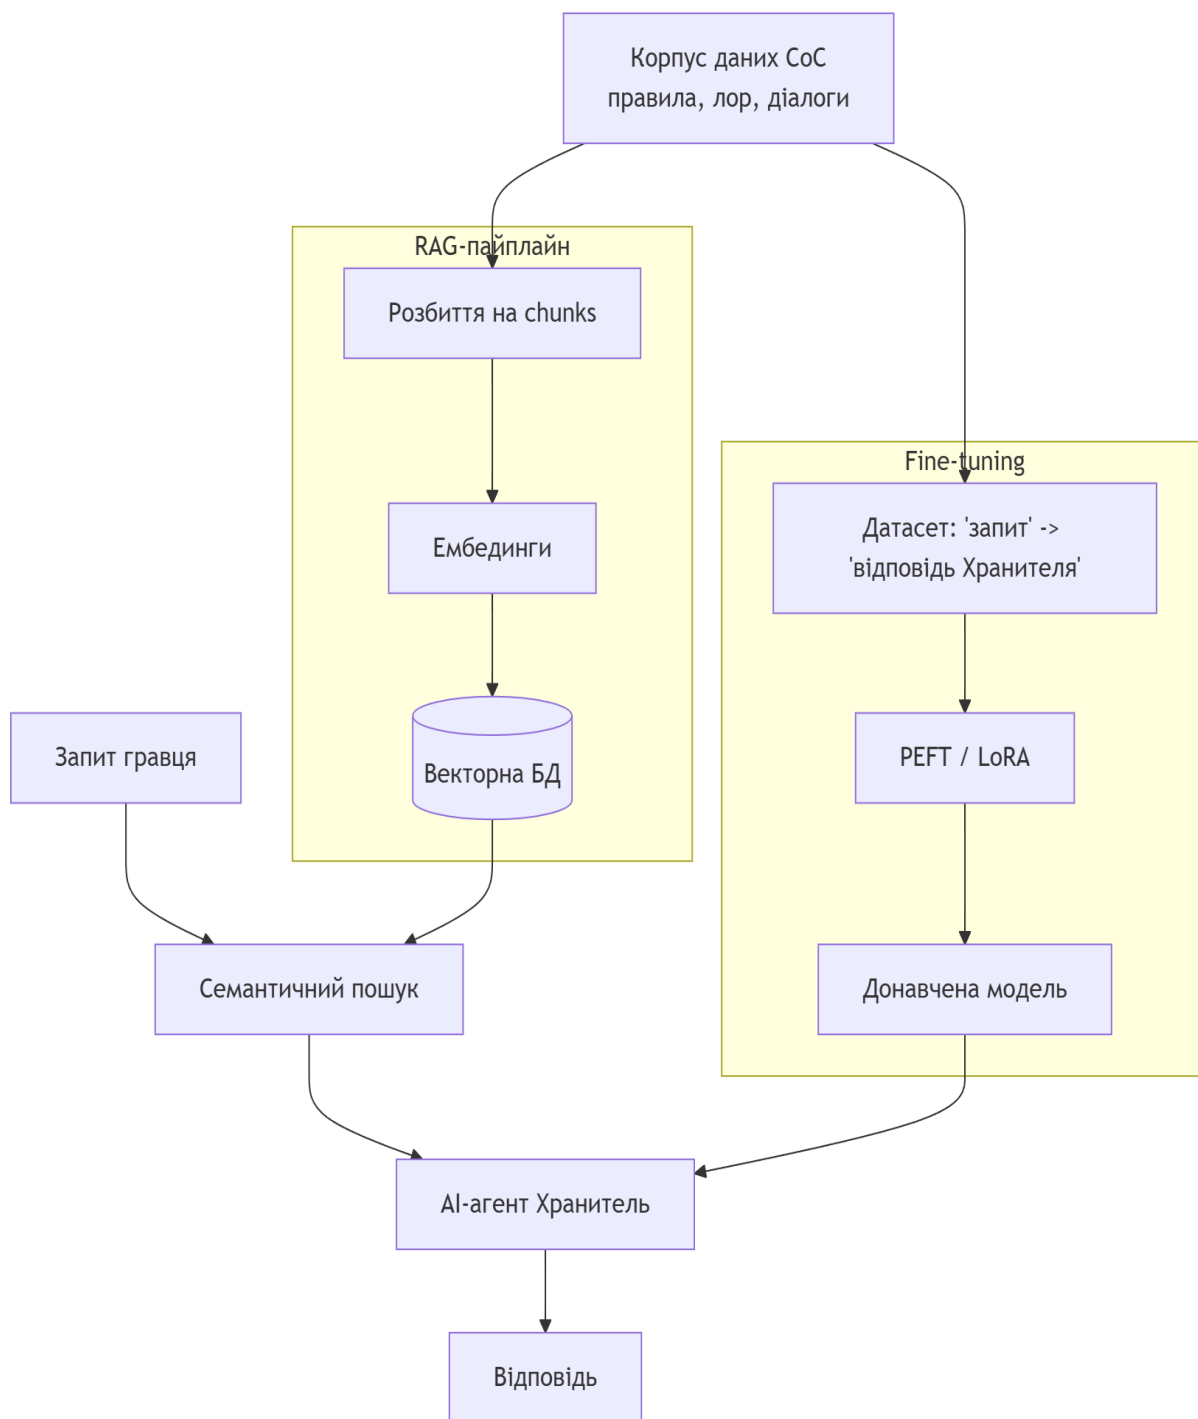 Корпус даних CoC
правила, лор, діалоги
RAG-пайплайн
Розбиття на chunks
Ембединги
Векторна БД
Fine-tuning
Датасет: 'запит' ->
'відповідь Хранителя'
PEFT / LoRA
Донавчена модель
Запит гравця
Семантичний пошук
AI-агент Хранитель
Відповідь